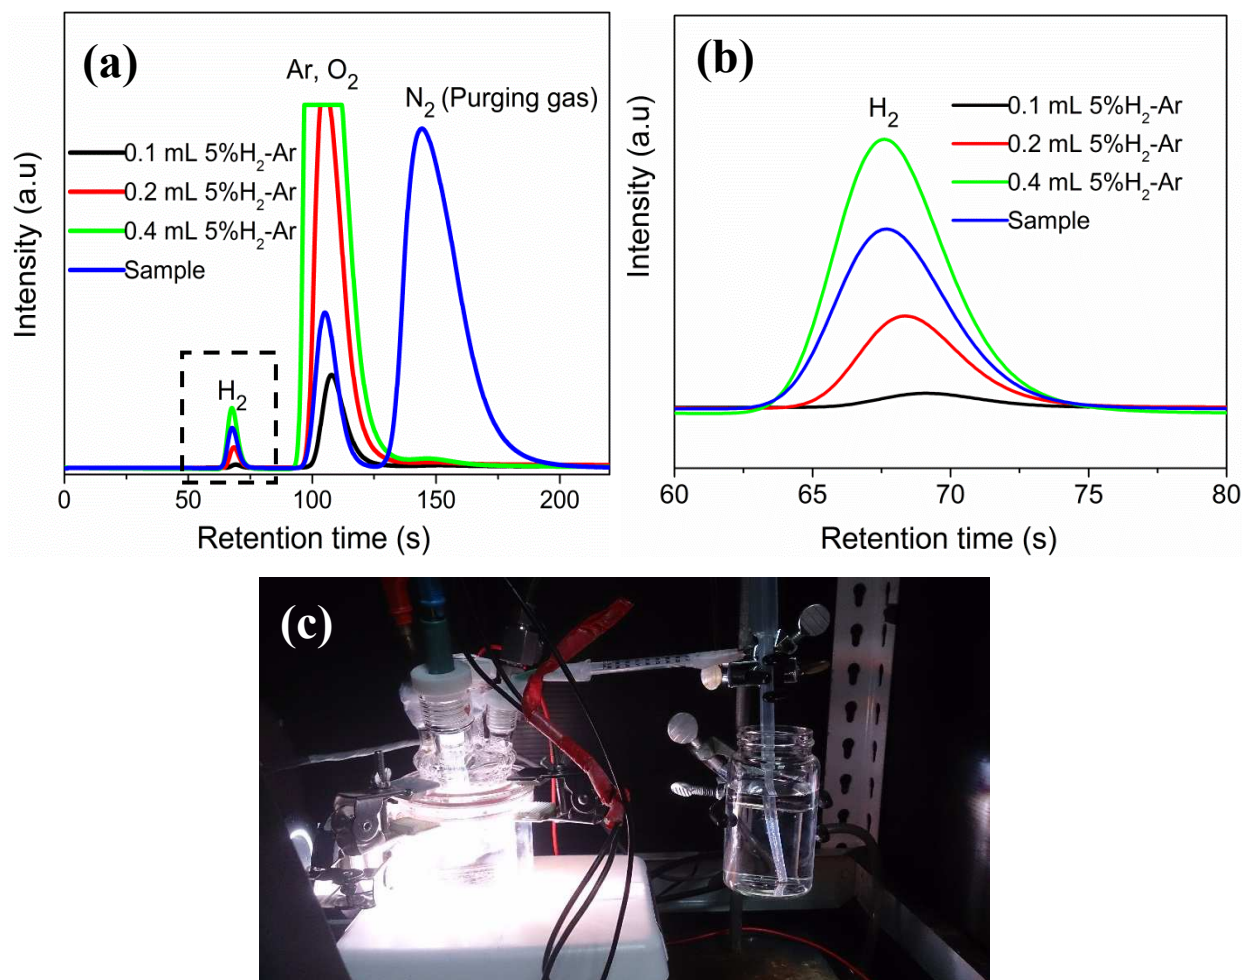 (a)
Ar, O2
N2 (Purging gas)
0.1 mL 5%H2-Ar
0.2 mL 5%H2-Ar
0.4 mL 5%H2-Ar
Sample
H2
Intensity (a.u)
0 50 100 150 200
Retention time (s)
(b)
H2
0.1 mL 5%H2-Ar
0.2 mL 5%H2-Ar
0.4 mL 5%H2-Ar
Sample
Intensity (a.u)
60 65 70 75 80
Retention time (s)
(c)